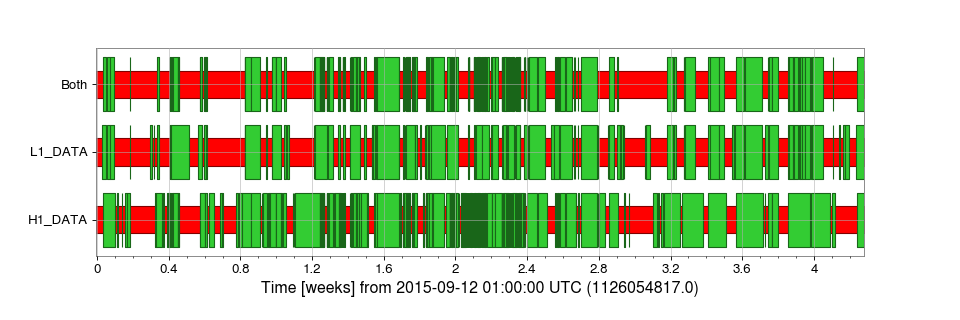 Both
L1_DATA
H1_DATA
0 0.4 0.8 1.2 1.6 2 2.4 2.8 3.2 3.6 4
Time [weeks] from 2015-09-12 01:00:00 UTC (1126054817.0)